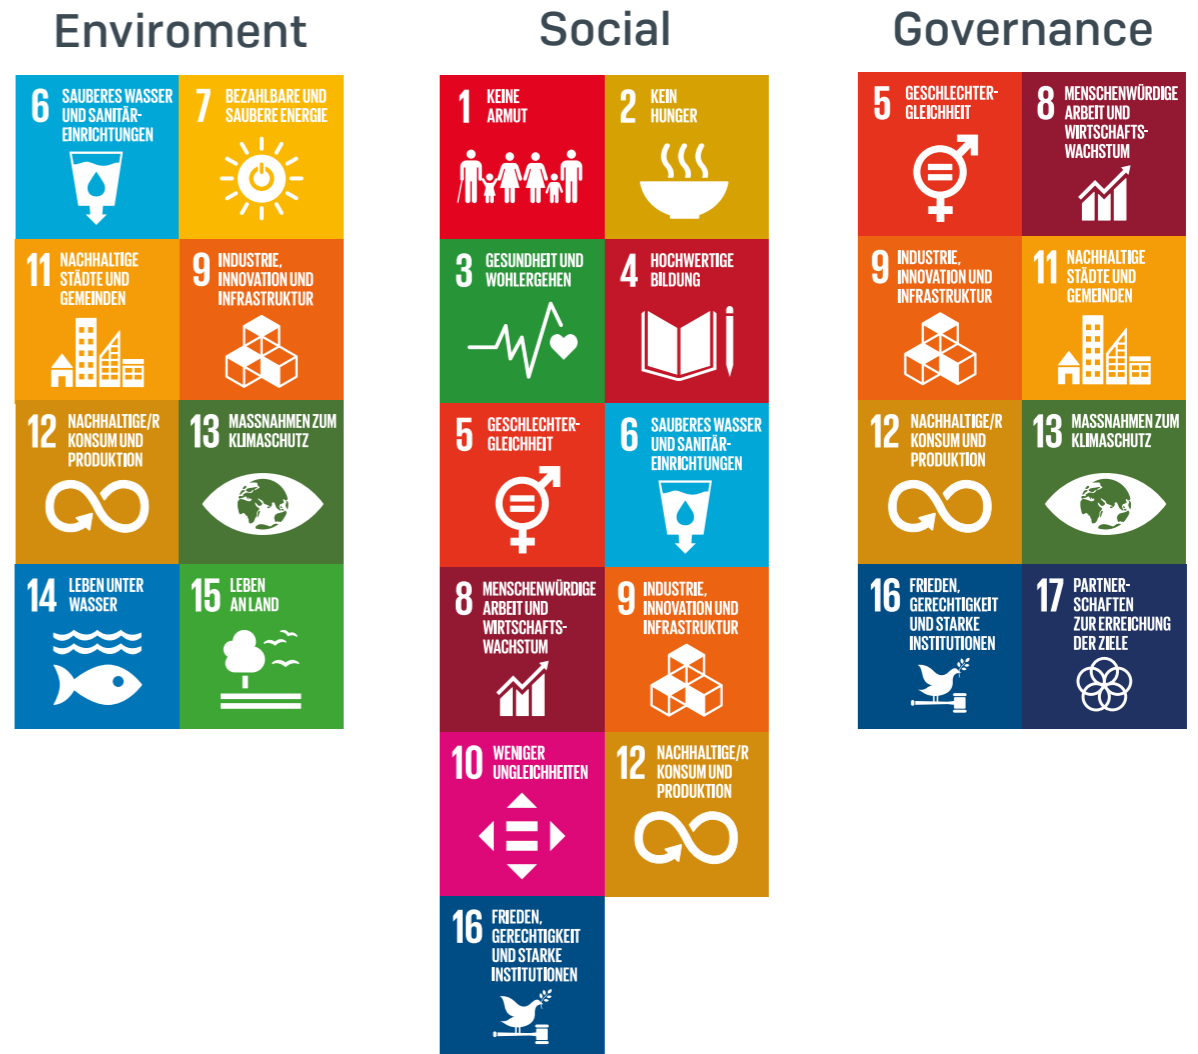 Enviroment
6 SAUBERES WASSER
UND SANITÄR-
EINRICHTUNGEN
7 BEZAHLBARE UND
SAUBERE ENERGIE
11 NACHHALTIGE
STÄDTE UND
GEMEINDEN
9 INDUSTRIE,
INNOVATION UND
INFRASTRUKTUR
12 NACHHALTIGE/R
KONSUM UND
PRODUKTION
13 MASSNAHMEN ZUM
KLIMASCHUTZ
14 LEBEN UNTER
WASSER
15 LEBEN
AN LAND
Social
1 KEINE
ARMUT
2 KEIN
HUNGER
3 GESUNDHEIT UND
WOHLERGEHEN
4 HOCHWERTIGE
BILDUNG
5 GESCHLECHTER-
GLEICHHEIT
6 SAUBERES WASSER
UND SANITÄR-
EINRICHTUNGEN
8 MENSCHENWÜRDIGE
ARBEIT UND
WIRTSCHAFTS-
WACHSTUM
9 INDUSTRIE,
INNOVATION UND
INFRASTRUKTUR
10 WENIGER
UNGLEICHHEITEN
12 NACHHALTIGE/R
KONSUM UND
PRODUKTION
16 FRIEDEN,
GERECHTIGKEIT
UND STARKE
INSTITUTIONEN
Governance
5 GESCHLECHTER-
GLEICHHEIT
8 MENSCHENWÜRDIGE
ARBEIT UND
WIRTSCHAFTS-
WACHSTUM
9 INDUSTRIE,
INNOVATION UND
INFRASTRUKTUR
11 NACHHALTIGE
STÄDTE UND
GEMEINDEN
12 NACHHALTIGE/R
KONSUM UND
PRODUKTION
13 MASSNAHMEN ZUM
KLIMASCHUTZ
16 FRIEDEN,
GERECHTIGKEIT
UND STARKE
INSTITUTIONEN
17 PARTNER-
SCHAFTEN
ZUR ERREICHUNG
DER ZIELE